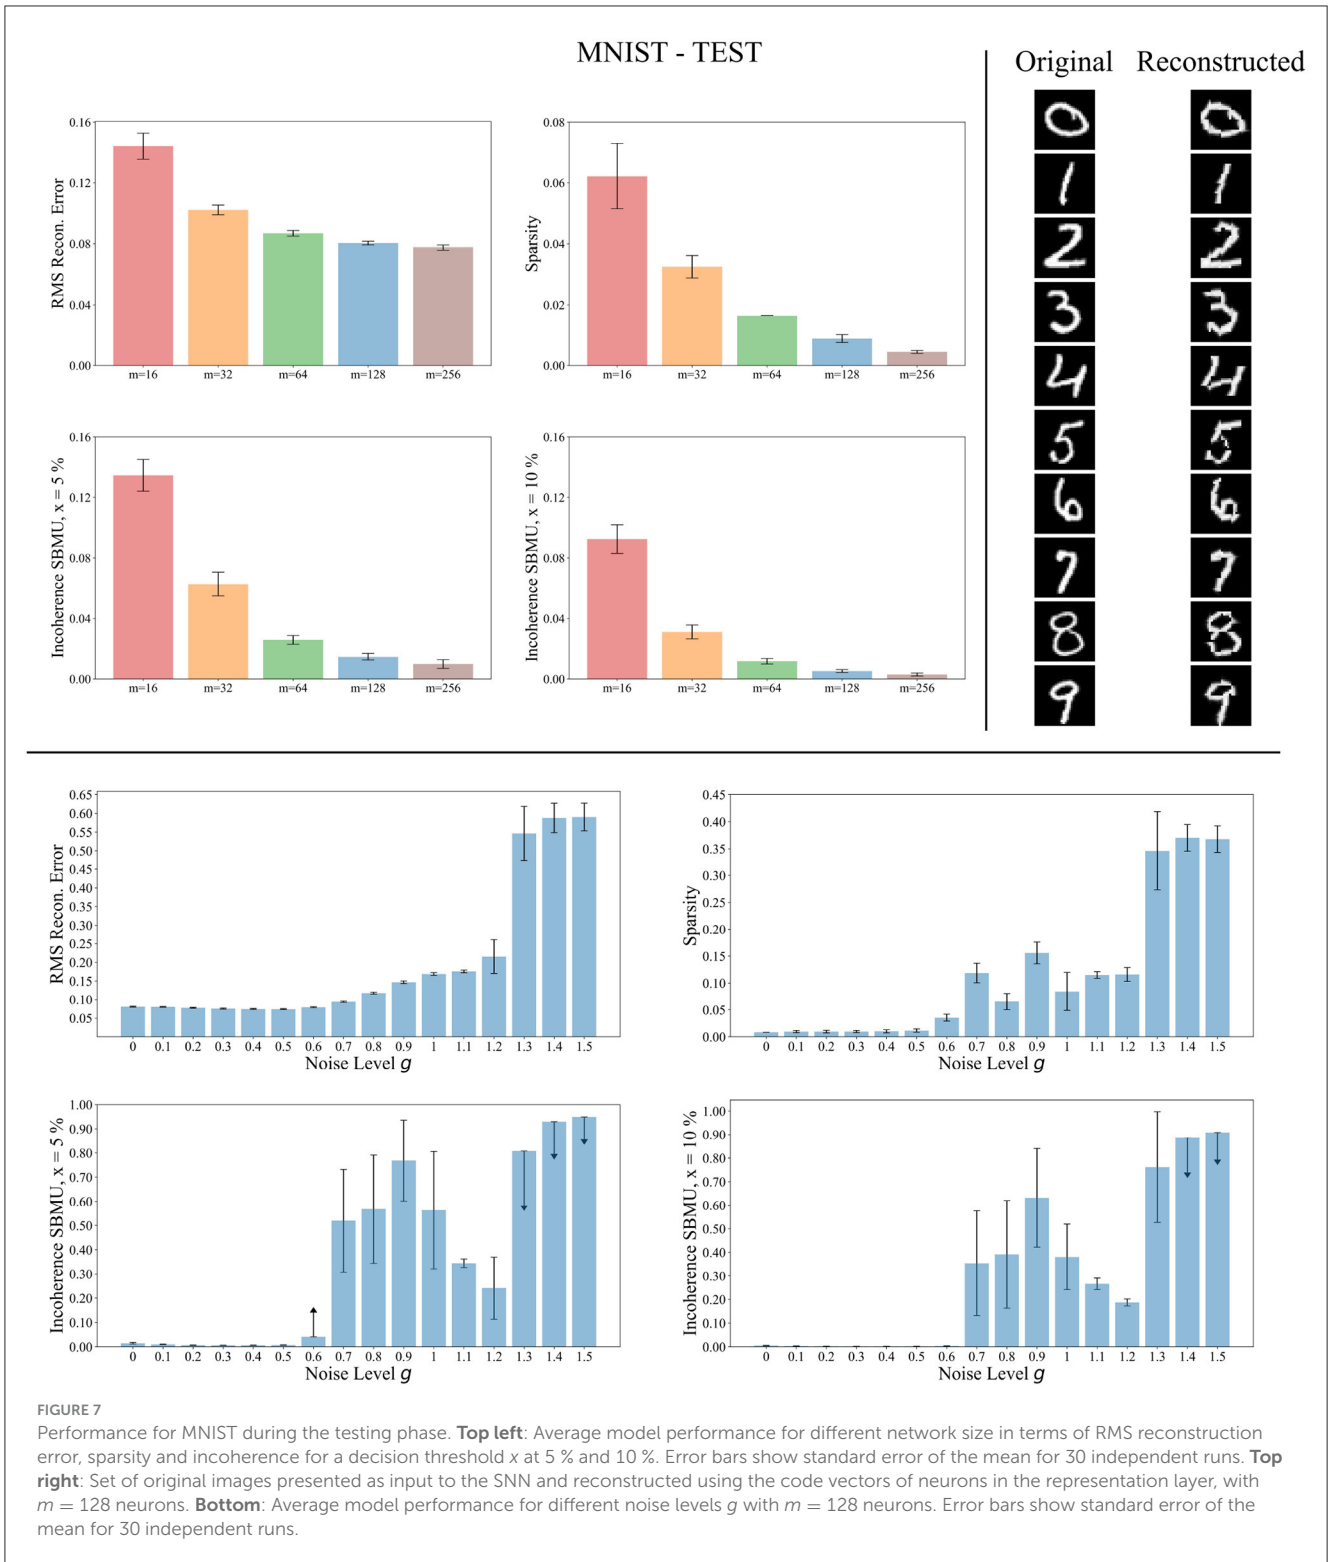 MNIST - TEST
Original Reconstructed
RMS Recon. Error
0.16
0.12
0.08
0.04
0.00
m=16 m=32 m=64 m=128 m=256
Sparsity
0.08
0.06
0.04
0.02
0.00
m=16 m=32 m=64 m=128 m=256
Incoherence SBMU, x = 5 %
0.16
0.12
0.08
0.04
0.00
m=16 m=32 m=64 m=128 m=256
Incoherence SBMU, x = 10 %
0.16
0.12
0.08
0.04
0.00
m=16 m=32 m=64 m=128 m=256
0 0
1 1
2 2
3 3
4 4
5 5
6 6
7 7
8 8
9 9
RMS Recon. Error
0.65
0.60
0.55
0.50
0.45
0.40
0.35
0.30
0.25
0.20
0.15
0.10
0.05
0 0.1 0.2 0.3 0.4 0.5 0.6 0.7 0.8 0.9 1 1.1 1.2 1.3 1.4 1.5
Noise Level g
Sparsity
0.45
0.40
0.35
0.30
0.25
0.20
0.15
0.10
0.05
0.00
0 0.1 0.2 0.3 0.4 0.5 0.6 0.7 0.8 0.9 1 1.1 1.2 1.3 1.4 1.5
Noise Level g
Incoherence SBMU, x = 5 %
1.00
0.90
0.80
0.70
0.60
0.50
0.40
0.30
0.20
0.10
0.00
0 0.1 0.2 0.3 0.4 0.5 0.6 0.7 0.8 0.9 1 1.1 1.2 1.3 1.4 1.5
Noise Level g
Incoherence SBMU, x = 10 %
1.00
0.90
0.80
0.70
0.60
0.50
0.40
0.30
0.20
0.10
0.00
0 0.1 0.2 0.3 0.4 0.5 0.6 0.7 0.8 0.9 1 1.1 1.2 1.3 1.4 1.5
Noise Level g
FIGURE 7
Performance for MNIST during the testing phase. Top left: Average model performance for different network size in terms of RMS reconstruction
error, sparsity and incoherence for a decision threshold x at 5 % and 10 %. Error bars show standard error of the mean for 30 independent runs. Top
right: Set of original images presented as input to the SNN and reconstructed using the code vectors of neurons in the representation layer, with
m = 128 neurons. Bottom: Average model performance for different noise levels g with m = 128 neurons. Error bars show standard error of the
mean for 30 independent runs.